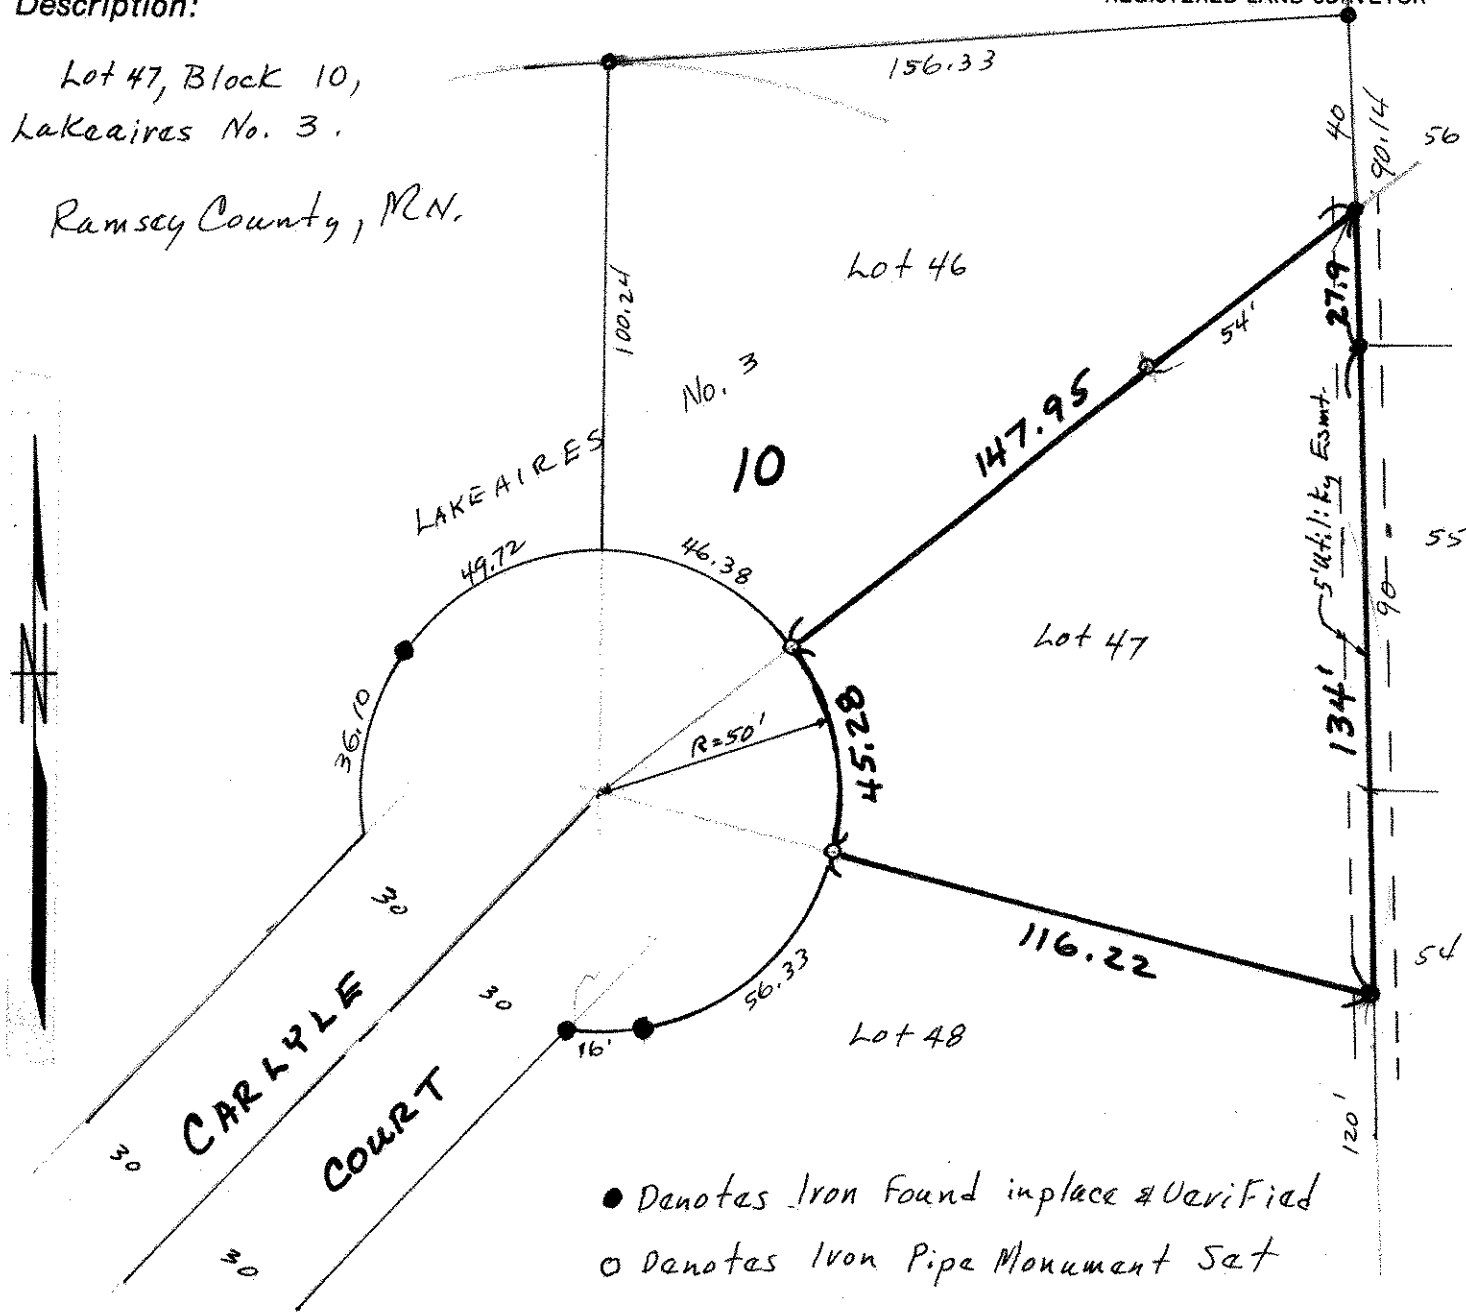 Description:
REGISTERED LAND SURVEYOR
Lot 47, Block 10,
Lakeaires No. 3.
Ramsey County, MN.
156.33
40
90.14
56
100.24
Lot 46
27.9
54'
No. 3
LAKEAIRES
10
147.95
5' Utility Esmt.
55
49.72
46.38
90
Lot 47
36.10
R=50'
45.28
134'
30
116.22
54
30
56.33
16'
Lot 48
CARLYLE
COURT
30
30
120'
● Denotes Iron Found inplace & Verified
○ Denotes Iron Pipe Monument Set
N